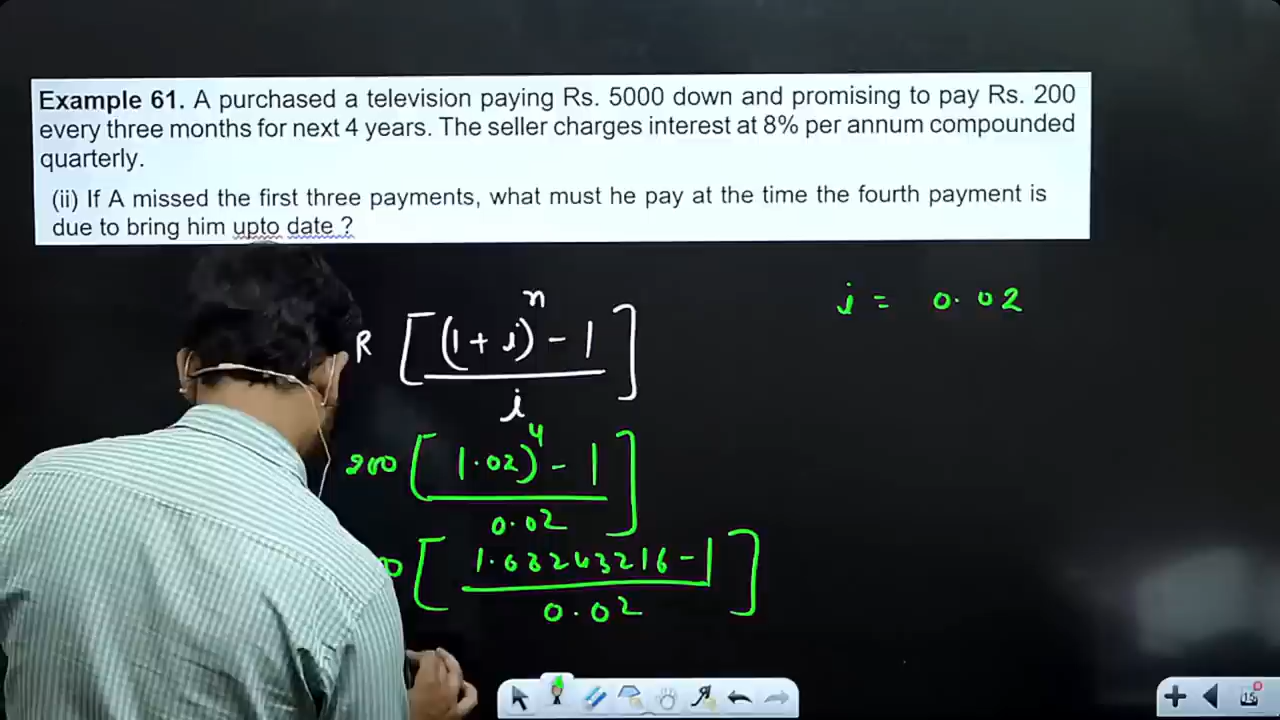 Example 61. A purchased a television paying Rs. 5000 down and promising to pay Rs. 200
every three months for next 4 years. The seller charges interest at 8% per annum compounded
quarterly.
(ii) If A missed the first three payments, what must he pay at the time the fourth payment is
due to bring him upto date ?
R [ (1 + i)^n - 1 / i ]
i = 0.02
200 [ 1.02)^4 - 1 / 0.02 ]
0 [ 1.08243216 - 1 / 0.02 ]
15